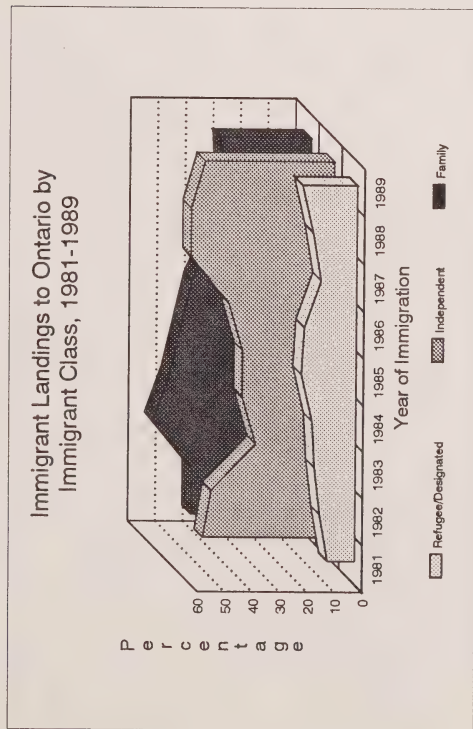 Immigrant Landings to Ontario by
Immigrant Class, 1981-1989
Percentage
60
50
40
30
20
10
0
1981 1982 1983 1984 1985 1986 1987 1988 1989
Year of Immigration
Refugee/Designated Independent Family